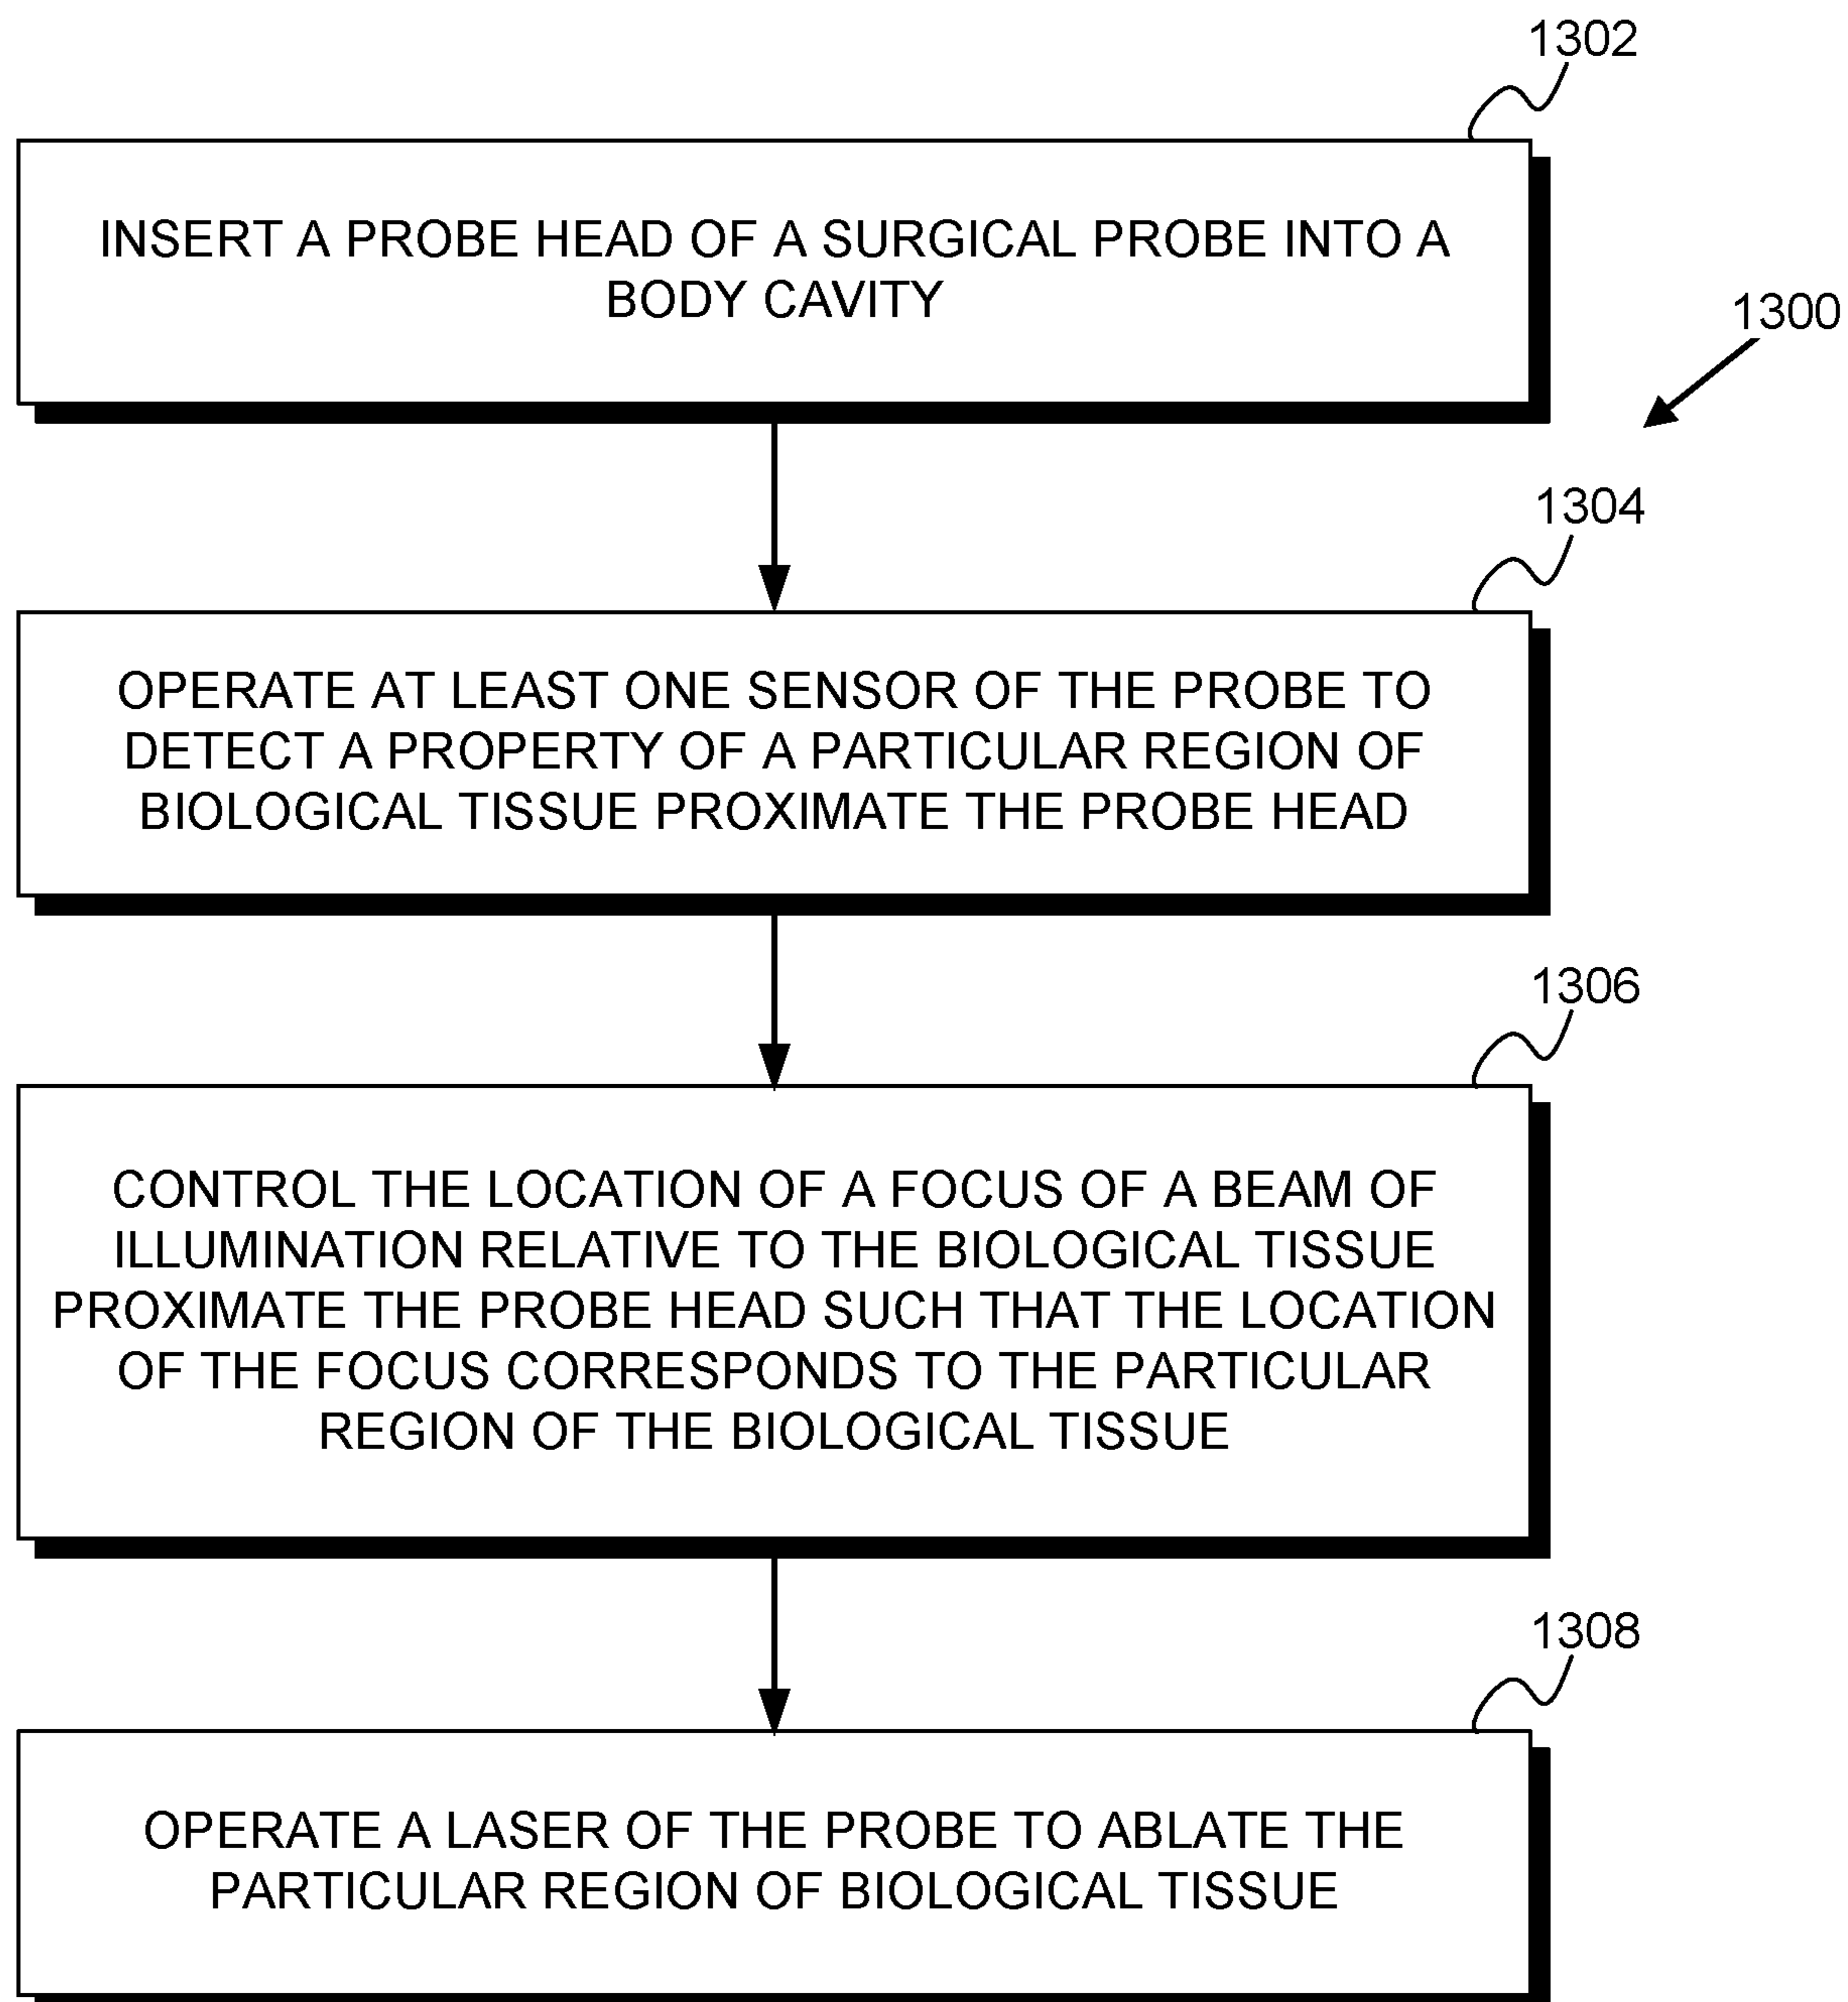 1302
INSERT A PROBE HEAD OF A SURGICAL PROBE INTO A
BODY CAVITY
1300
1304
OPERATE AT LEAST ONE SENSOR OF THE PROBE TO
DETECT A PROPERTY OF A PARTICULAR REGION OF
BIOLOGICAL TISSUE PROXIMATE THE PROBE HEAD
1306
CONTROL THE LOCATION OF A FOCUS OF A BEAM OF
ILLUMINATION RELATIVE TO THE BIOLOGICAL TISSUE
PROXIMATE THE PROBE HEAD SUCH THAT THE LOCATION
OF THE FOCUS CORRESPONDS TO THE PARTICULAR
REGION OF THE BIOLOGICAL TISSUE
1308
OPERATE A LASER OF THE PROBE TO ABLATE THE
PARTICULAR REGION OF BIOLOGICAL TISSUE